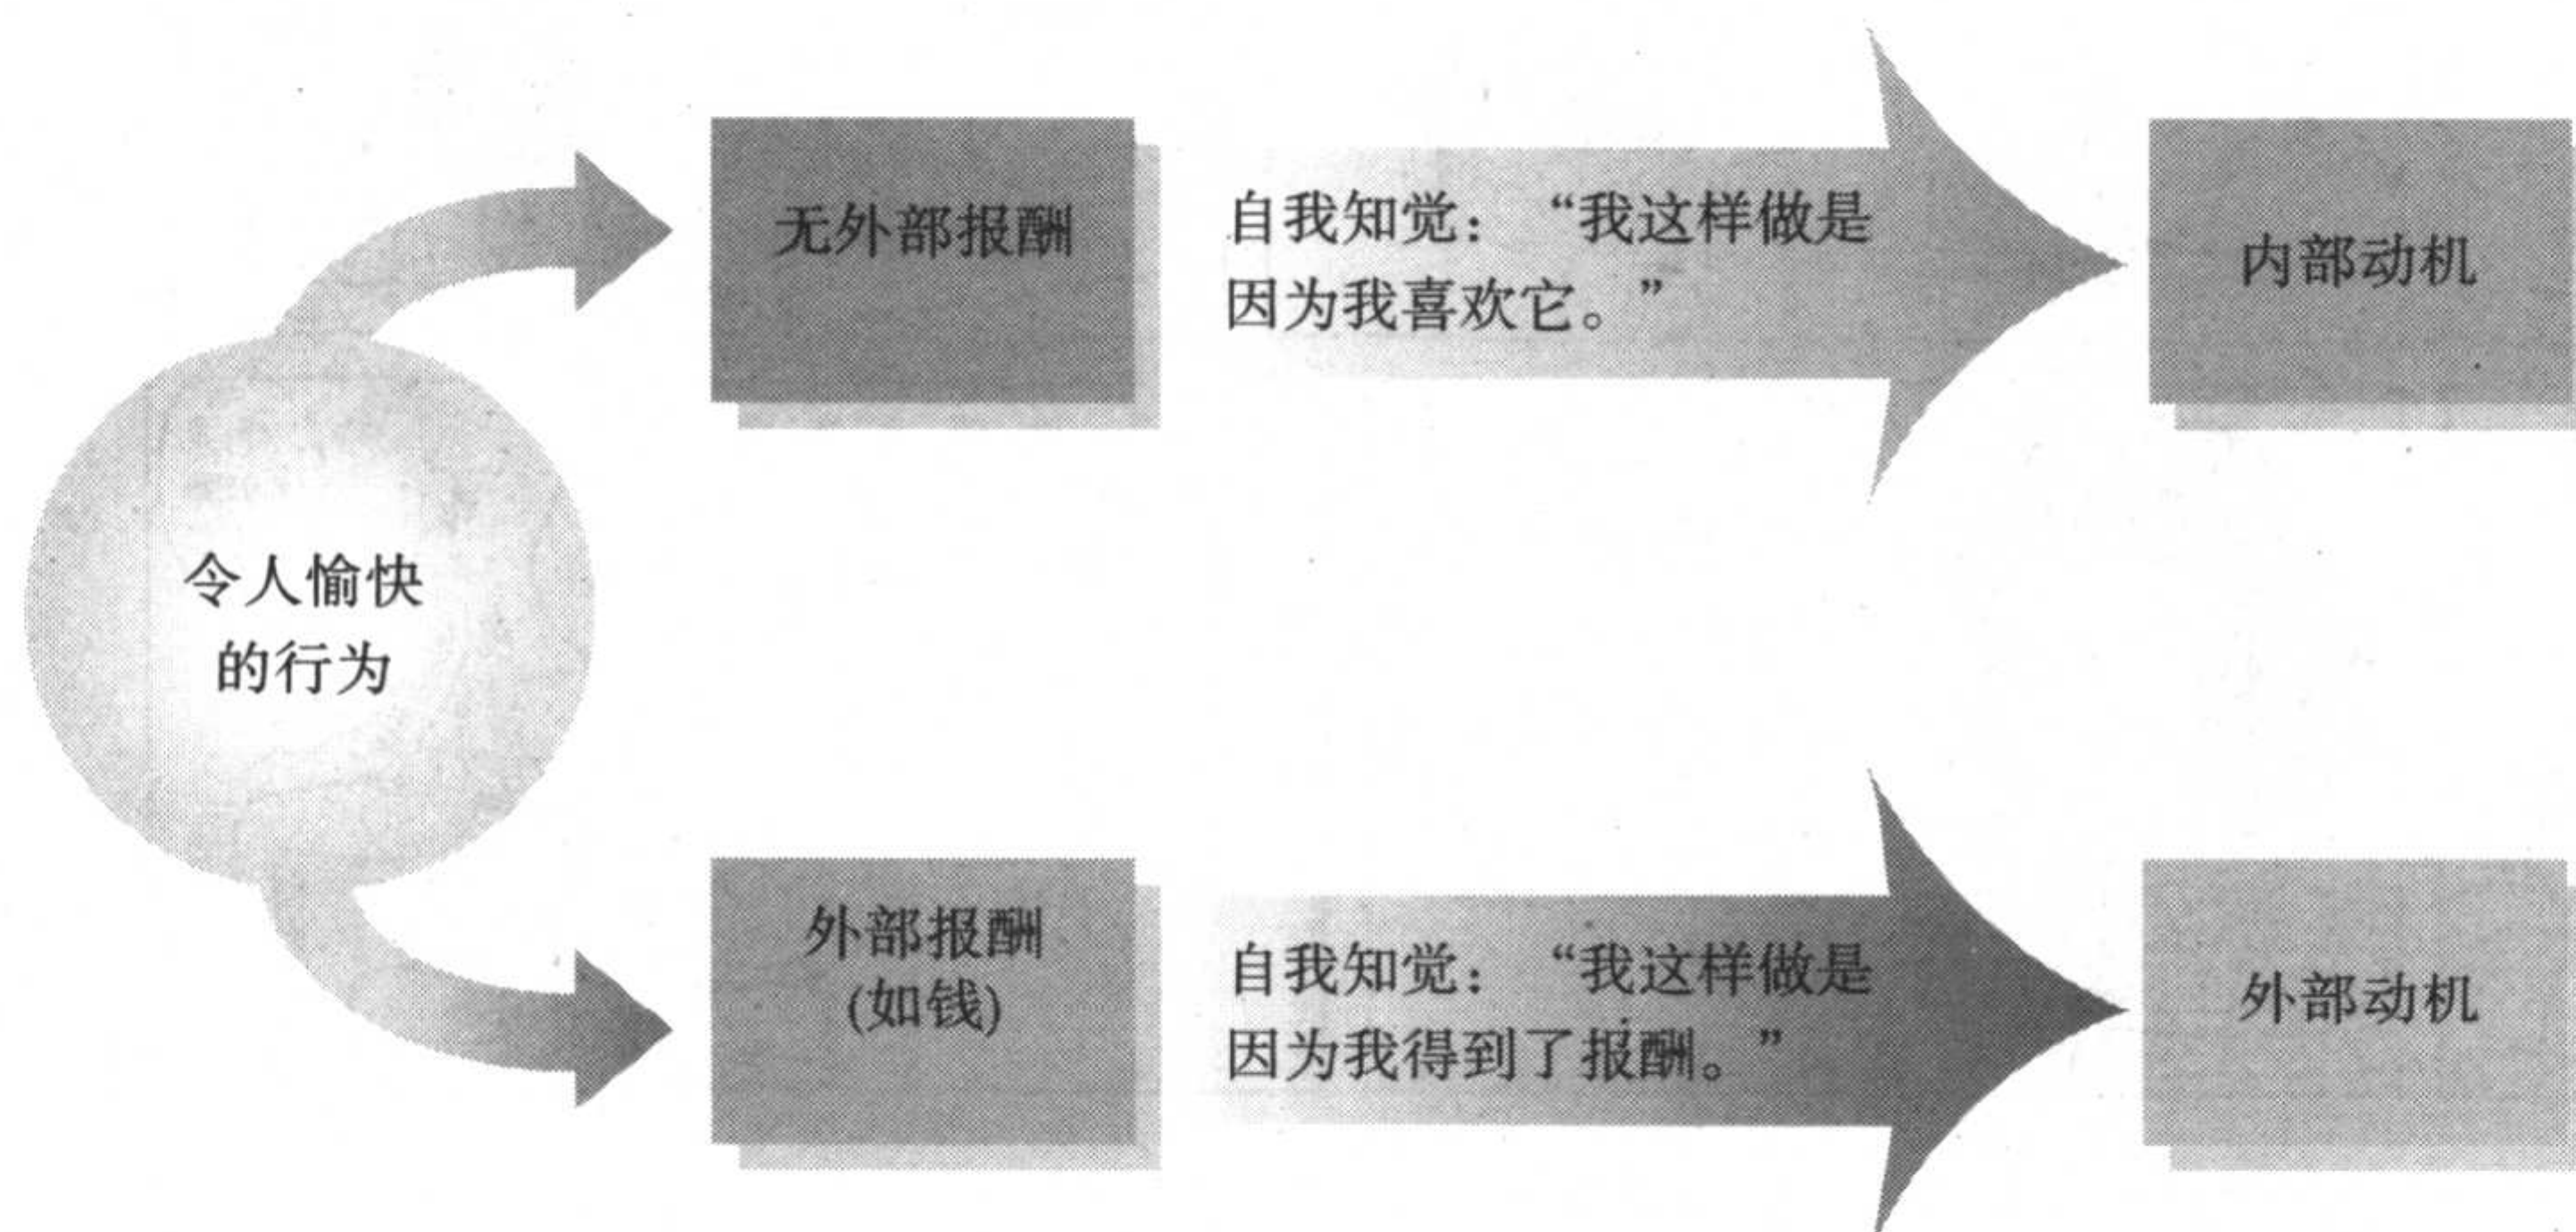 无外部报酬
自我知觉：“我这样做是
因为我喜欢它。”
内部动机
令人愉快
的行为
外部报酬
(如钱)
自我知觉：“我这样做是
因为我得到了报酬。”
外部动机